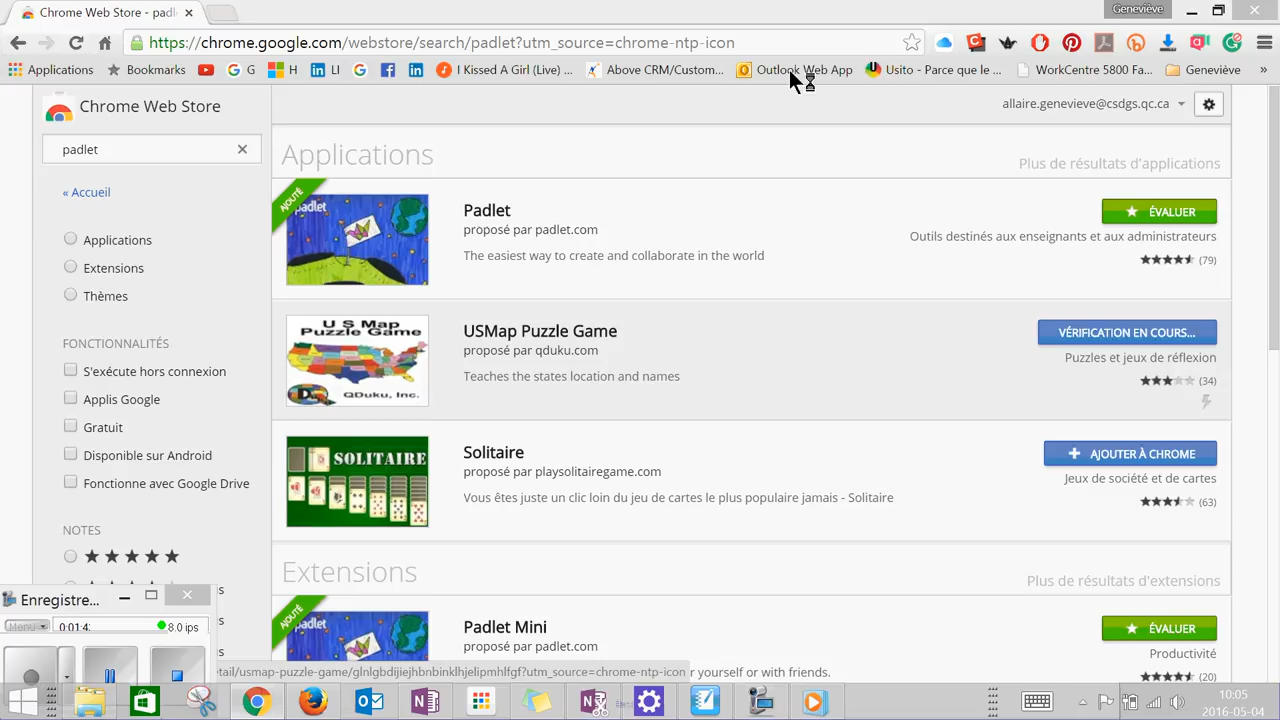 Chrome Web Store - padl
Geneviève
https://chrome.google.com/webstore/search/padlet?utm_source=chrome-ntp-icon
Applications
Bookmarks
G
H
LI
I Kissed A Girl (Live) ...
Above CRM/Custom...
Outlook Web App
Usito - Parce que le ...
WorkCentre 5800 Fa...
Geneviève
»
Chrome Web Store
allaire.genevieve@csdgs.qc.ca
padlet
« Accueil
Applications
Extensions
Thèmes
FONCTIONNALITÉS
S'exécute hors connexion
Applis Google
Gratuit
Disponible sur Android
Fonctionne avec Google Drive
NOTES
Applications
Plus de résultats d'applications
AJOUTÉ
padlet
Padlet
proposé par padlet.com
The easiest way to create and collaborate in the world
ÉVALUER
Outils destinés aux enseignants et aux administrateurs
(79)
U S Map
Puzzle Game
QDuku, Inc.
USMap Puzzle Game
proposé par qduku.com
Teaches the states location and names
VÉRIFICATION EN COURS...
Puzzles et jeux de réflexion
(34)
SOLITAIRE
Solitaire
proposé par playsolitairegame.com
Vous êtes juste un clic loin du jeu de cartes le plus populaire jamais - Solitaire
AJOUTER À CHROME
Jeux de société et de cartes
(63)
Extensions
Plus de résultats d'extensions
AJOUTÉ
padlet
Padlet Mini
proposé par padlet.com
r yourself or with friends.
ÉVALUER
Productivité
(20)
Enregistre...
Menu
0:01:4
8.0 ips
etail/usmap-puzzle-game/glnlgbdijiejhbnbinklhjelipmhlfgf?utm_source=chrome-ntp-icon
10:05
2016-05-04